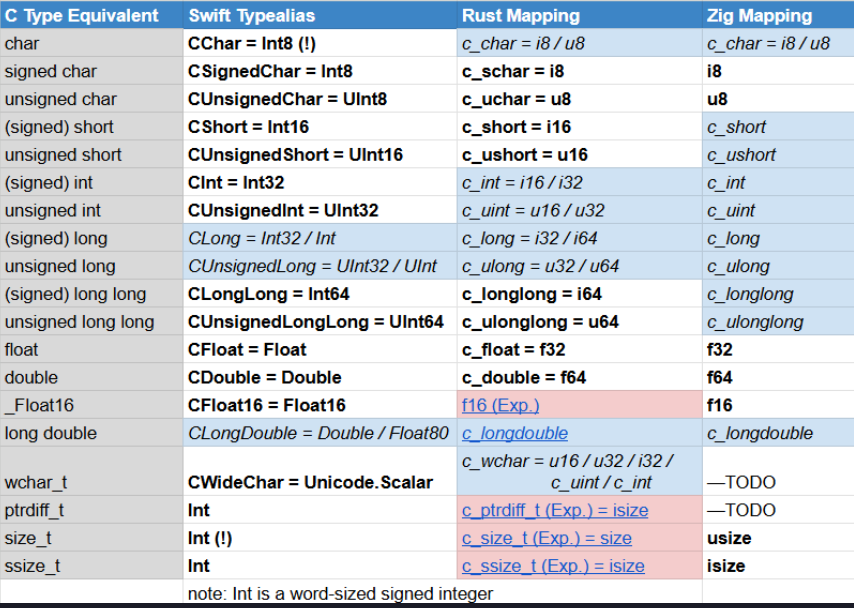 C Type Equivalent Swift Typealias Rust Mapping Zig Mapping
char CChar = Int8 (!) c_char = i8 / u8 c_char = i8 / u8
signed char CSignedChar = Int8 c_schar = i8 i8
unsigned char CUnsignedChar = UInt8 c_uchar = u8 u8
(signed) short CShort = Int16 c_short = i16 c_short
unsigned short CUnsignedShort = UInt16 c_ushort = u16 c_ushort
(signed) int CInt = Int32 c_int = i16 / i32 c_int
unsigned int CUnsignedInt = UInt32 c_uint = u16 / u32 c_uint
(signed) long CLong = Int32 / Int c_long = i32 / i64 c_long
unsigned long CUnsignedLong = UInt32 / UInt c_ulong = u32 / u64 c_ulong
(signed) long long CLongLong = Int64 c_longlong = i64 c_longlong
unsigned long long CUnsignedLongLong = UInt64 c_ulonglong = u64 c_ulonglong
float CFloat = Float c_float = f32 f32
double CDouble = Double c_double = f64 f64
_Float16 CFloat16 = Float16 f16 (Exp.) f16
long double CLongDouble = Double / Float80 c_longdouble c_longdouble
c_wchar = u16 / u32 / i32 /
wchar_t CWideChar = Unicode.Scalar c_uint / c_int —TODO
ptrdiff_t Int c_ptrdiff_t (Exp.) = isize —TODO
size_t Int (!) c_size_t (Exp.) = size usize
ssize_t Int c_ssize_t (Exp.) = isize isize
note: Int is a word-sized signed integer